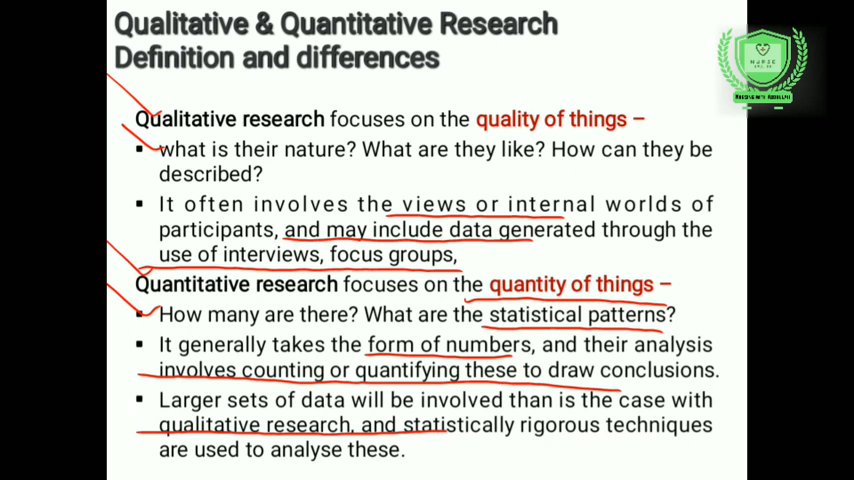 Qualitative & Quantitative Research
Definition and differences
NURSE
Qualitative research focuses on the quality of things –
▪ what is their nature? What are they like? How can they be
described?
▪ It often involves the views or internal worlds of
participants, and may include data generated through the
use of interviews, focus groups,
Quantitative research focuses on the quantity of things –
▪ How many are there? What are the statistical patterns?
▪ It generally takes the form of numbers, and their analysis
involves counting or quantifying these to draw conclusions.
▪ Larger sets of data will be involved than is the case with
qualitative research, and statistically rigorous techniques
are used to analyse these.